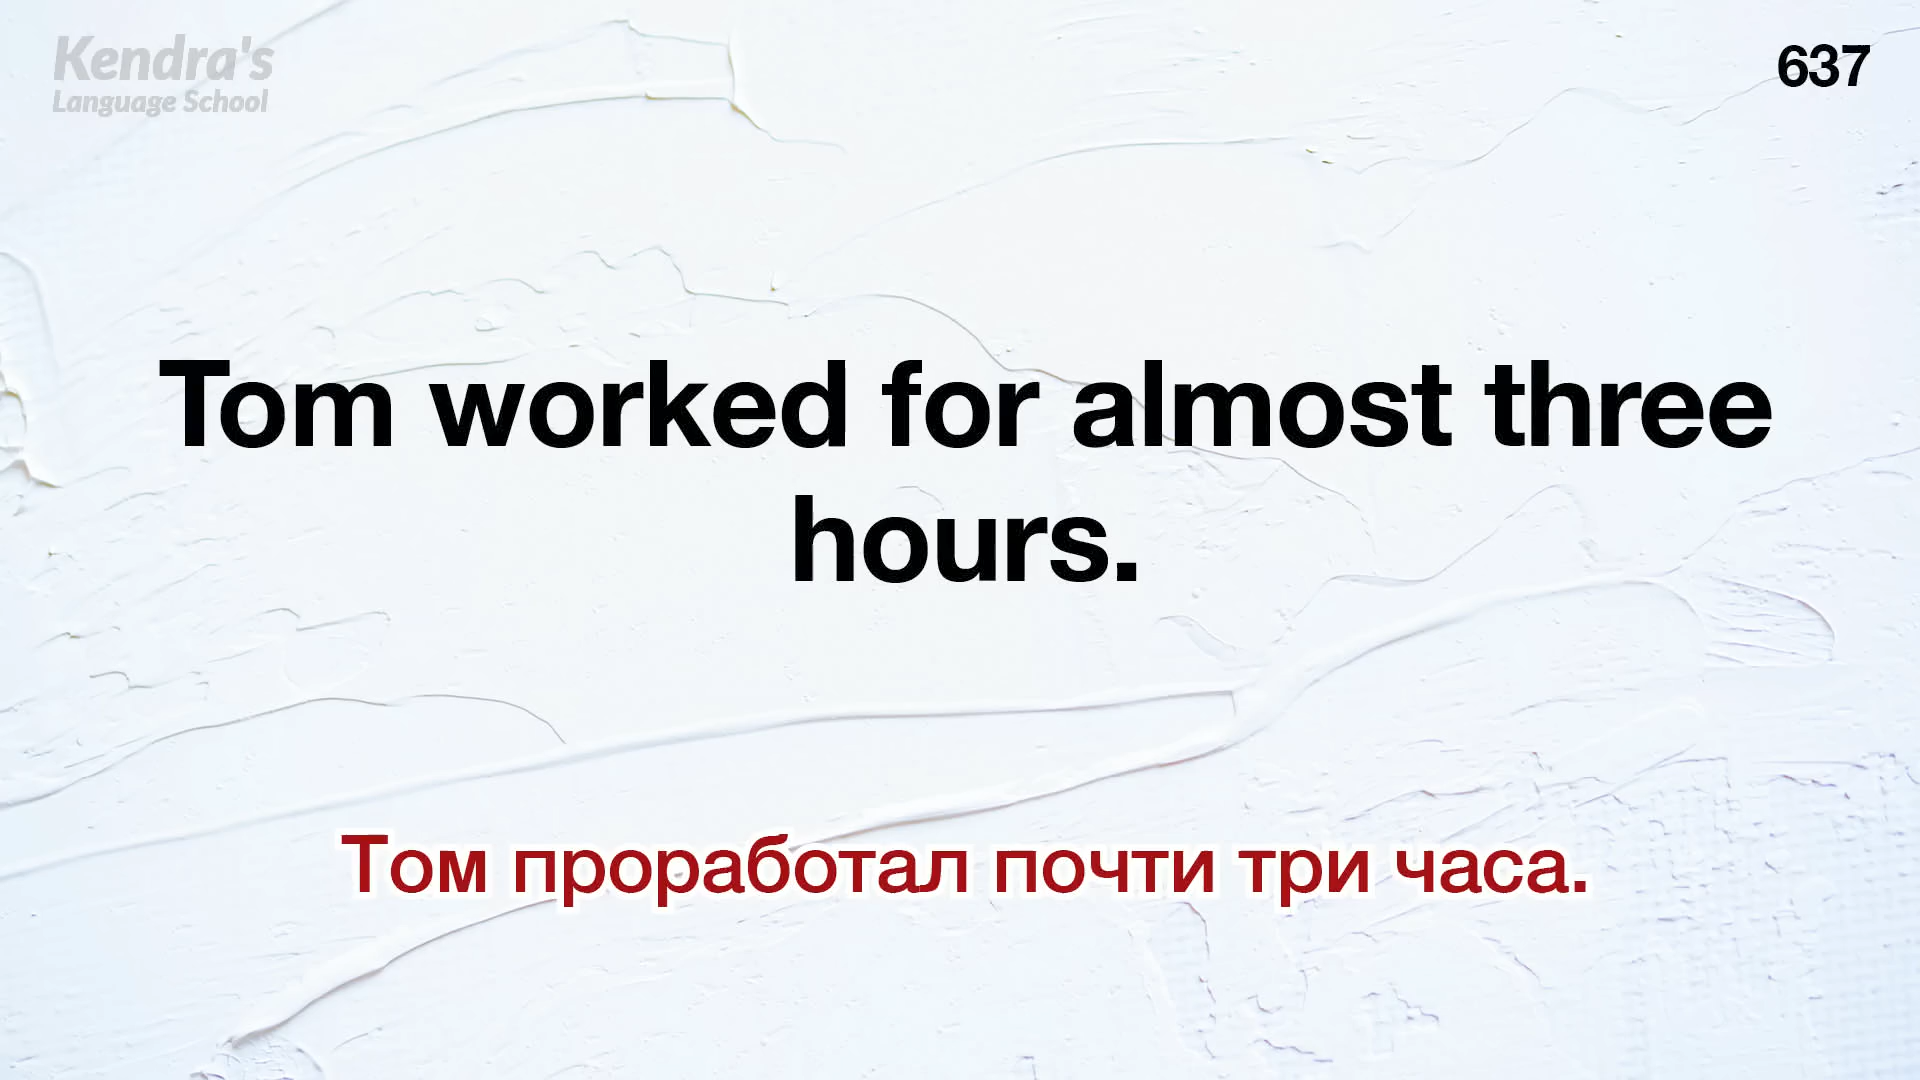 Kendra's
Language School
637
Tom worked for almost three
hours.
Том проработал почти три часа.